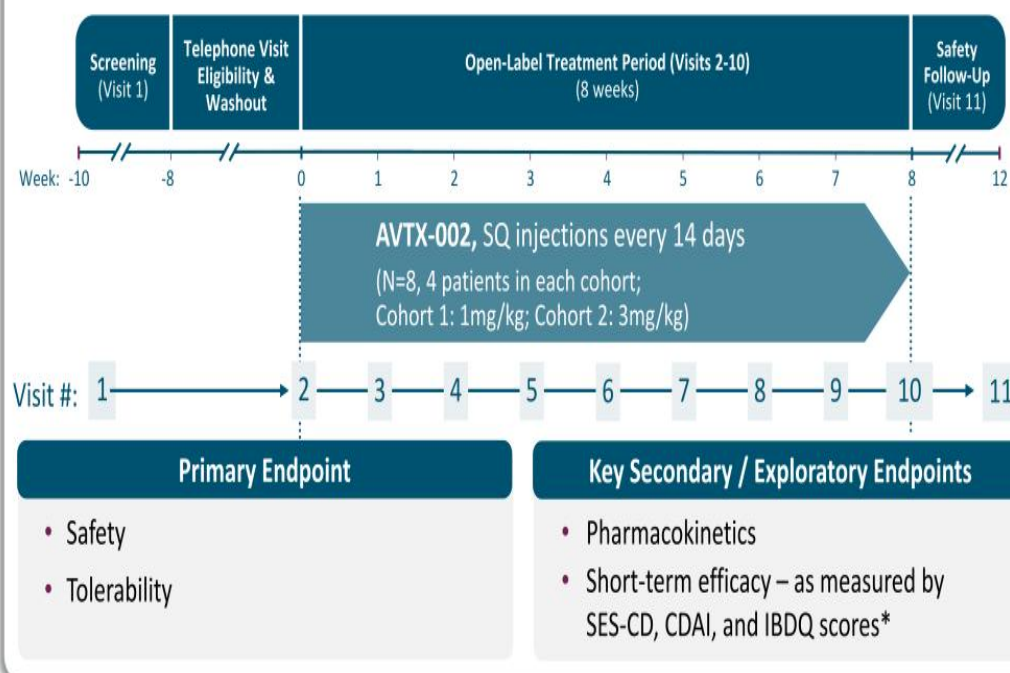 Screening
(Visit 1)
Telephone Visit
Eligibility &
Washout
Open-Label Treatment Period (Visits 2-10)
(8 weeks)
Safety
Follow-Up
(Visit 11)
Week: -10 -8 0 1 2 3 4 5 6 7 8 12
AVTX-002, SQ injections every 14 days
(N=8, 4 patients in each cohort;
Cohort 1: 1mg/kg; Cohort 2: 3mg/kg)
Visit #: 1 2 3 4 5 6 7 8 9 10 11
Primary Endpoint
• Safety
• Tolerability
Key Secondary / Exploratory Endpoints
• Pharmacokinetics
• Short-term efficacy – as measured by
SES-CD, CDAI, and IBDQ scores*